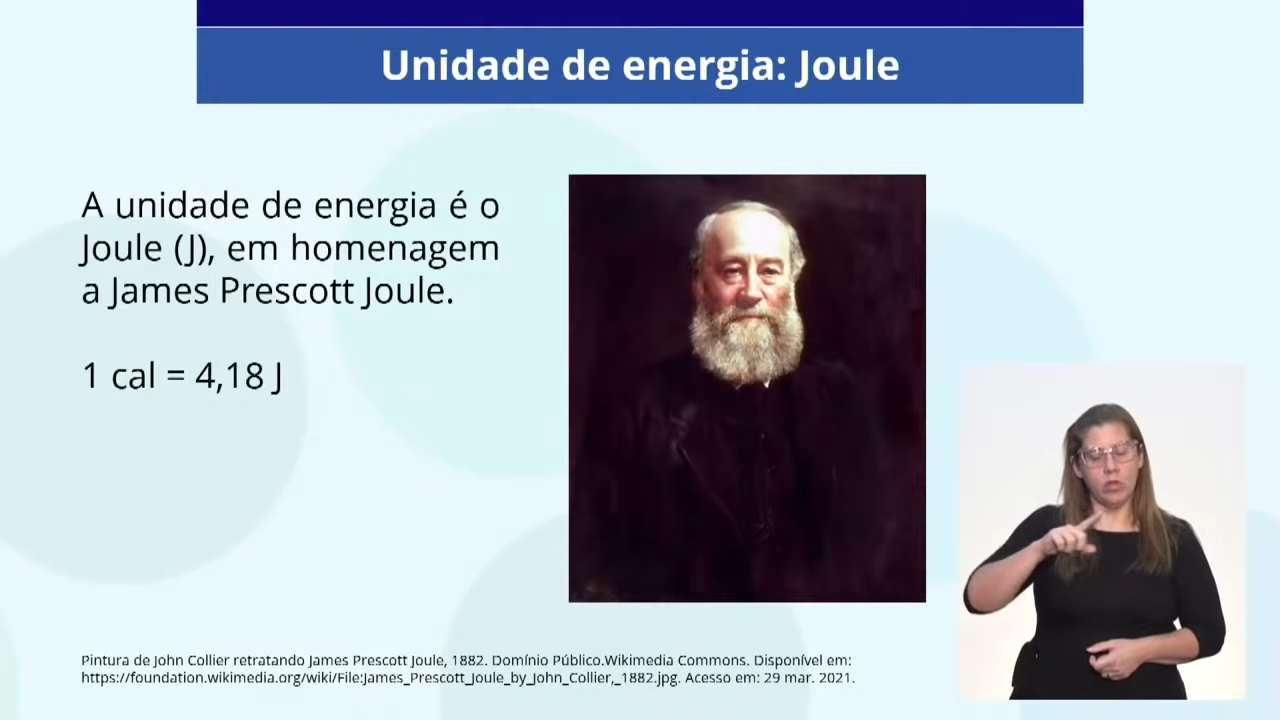 Unidade de energia: Joule
A unidade de energia é o
Joule (J), em homenagem
a James Prescott Joule.
1 cal = 4,18 J
Pintura de John Collier retratando James Prescott Joule, 1882. Domínio Público.Wikimedia Commons. Disponível em:
https://foundation.wikimedia.org/wiki/File:James_Prescott_Joule_by_John_Collier,_1882.jpg. Acesso em: 29 mar. 2021.